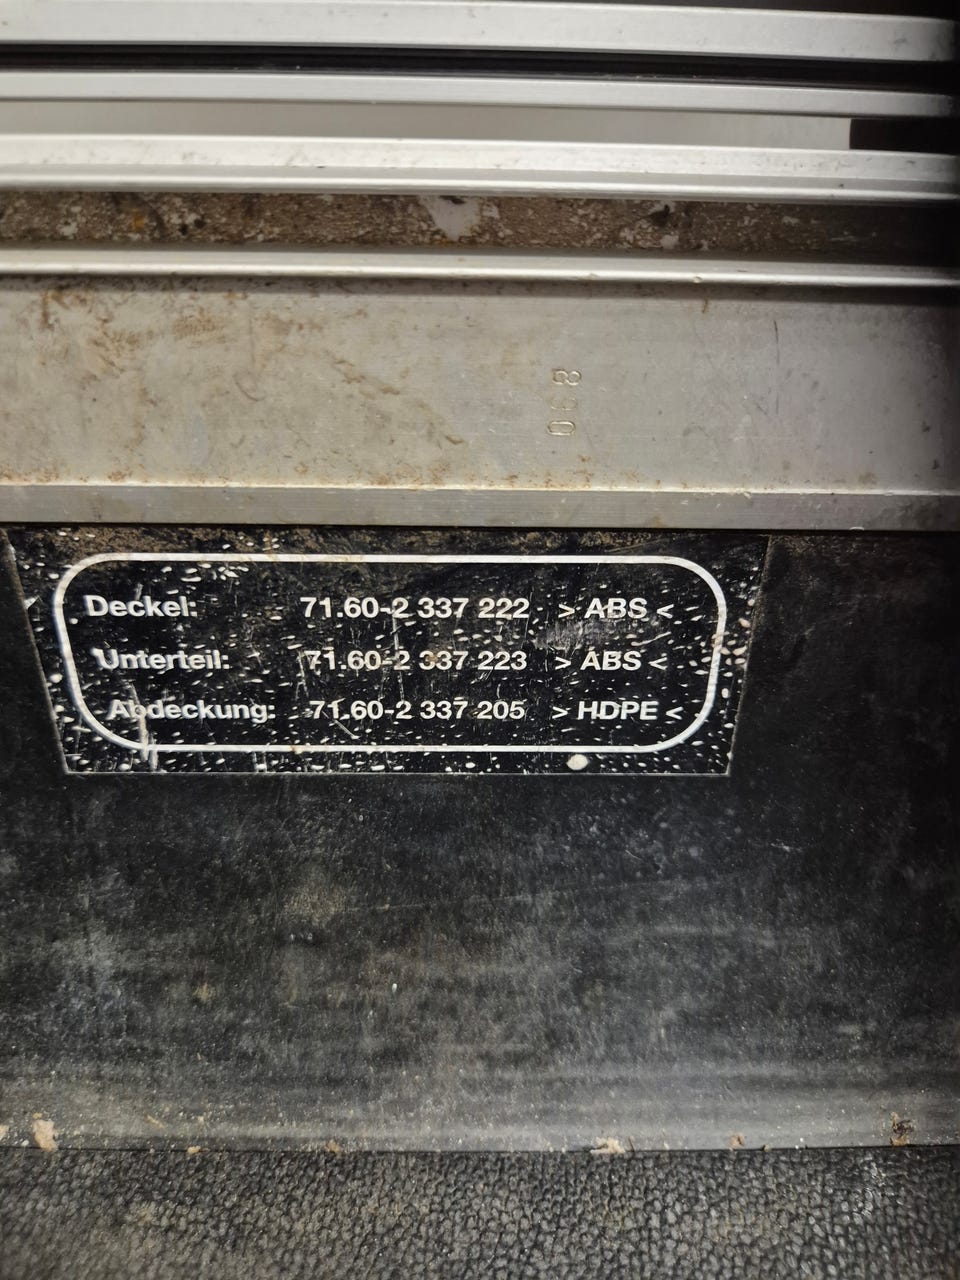 068
Deckel: 71.60-2 337 222 > ABS <
Unterteil: 71.60-2 337 223 > ABS <
Abdeckung: 71.60-2 337 205 > HDPE <